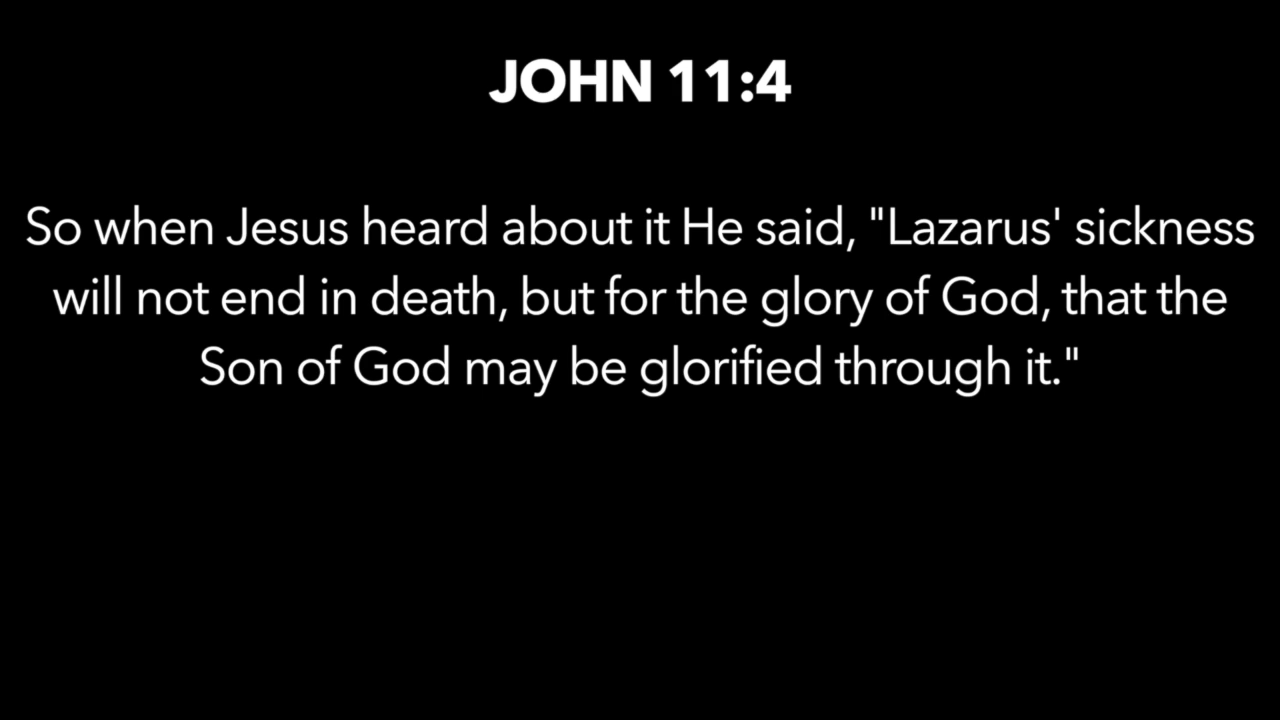 JOHN 11:4
So when Jesus heard about it He said, "Lazarus' sickness
will not end in death, but for the glory of God, that the
Son of God may be glorified through it."